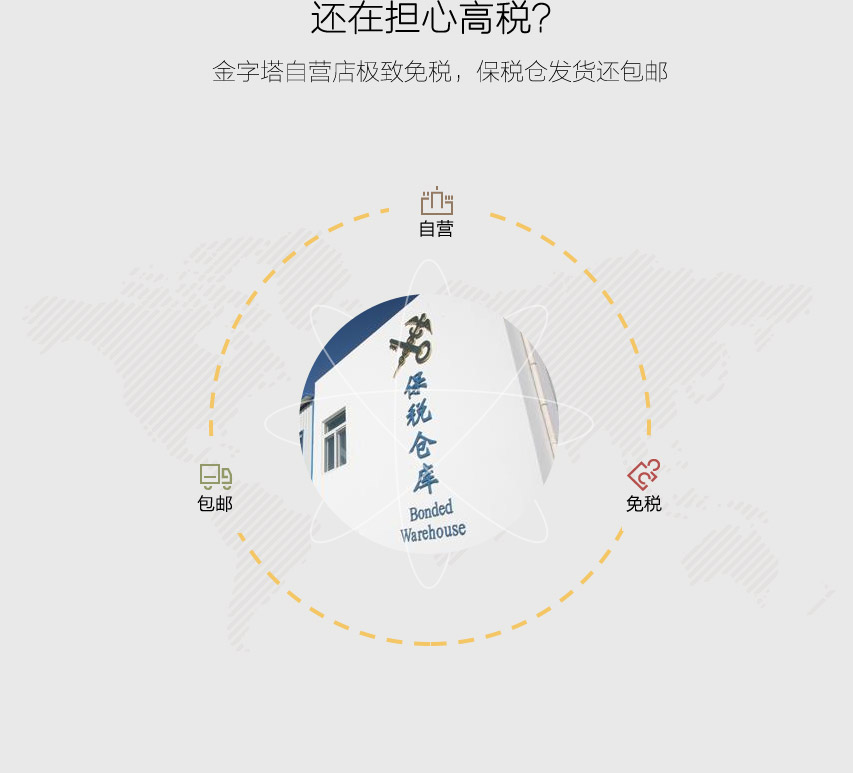 还在担心高税?
金字塔自营店极致免税，保税仓发货还包邮
自营
保
税
仓
库
Bonded
Warehouse
包邮
免税